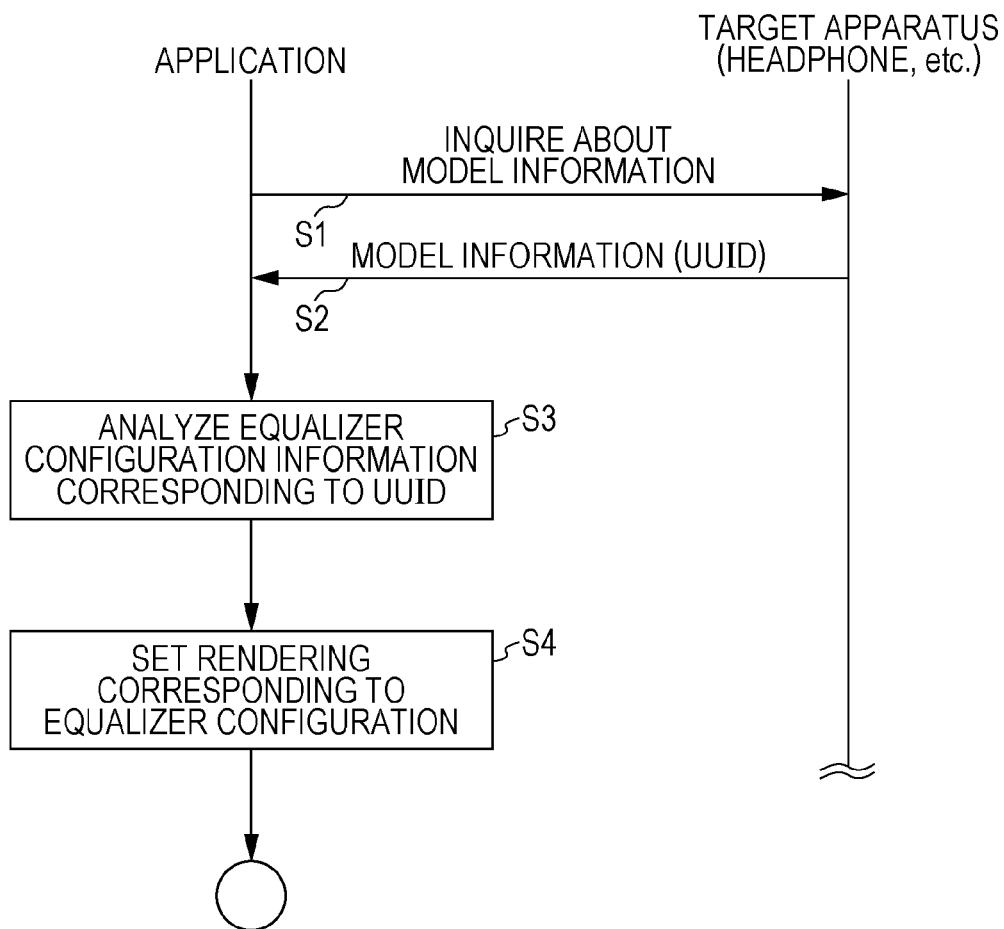 TARGET APPARATUS
(HEADPHONE, etc.)
APPLICATION
INQUIRE ABOUT
MODEL INFORMATION
S1
MODEL INFORMATION (UUID)
S2
ANALYZE EQUALIZER
CONFIGURATION INFORMATION
CORRESPONDING TO UUID
S3
SET RENDERING
CORRESPONDING TO
EQUALIZER CONFIGURATION
S4